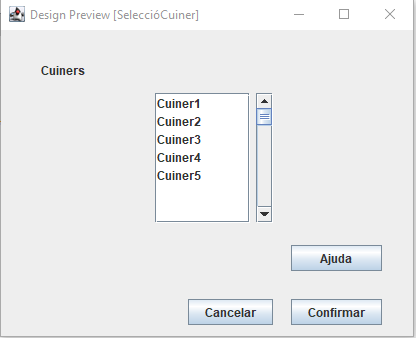 Design Preview [SeleccióCuiner]
Cuiners
Cuiner1
Cuiner2
Cuiner3
Cuiner4
Cuiner5
Ajuda
Cancelar
Confirmar